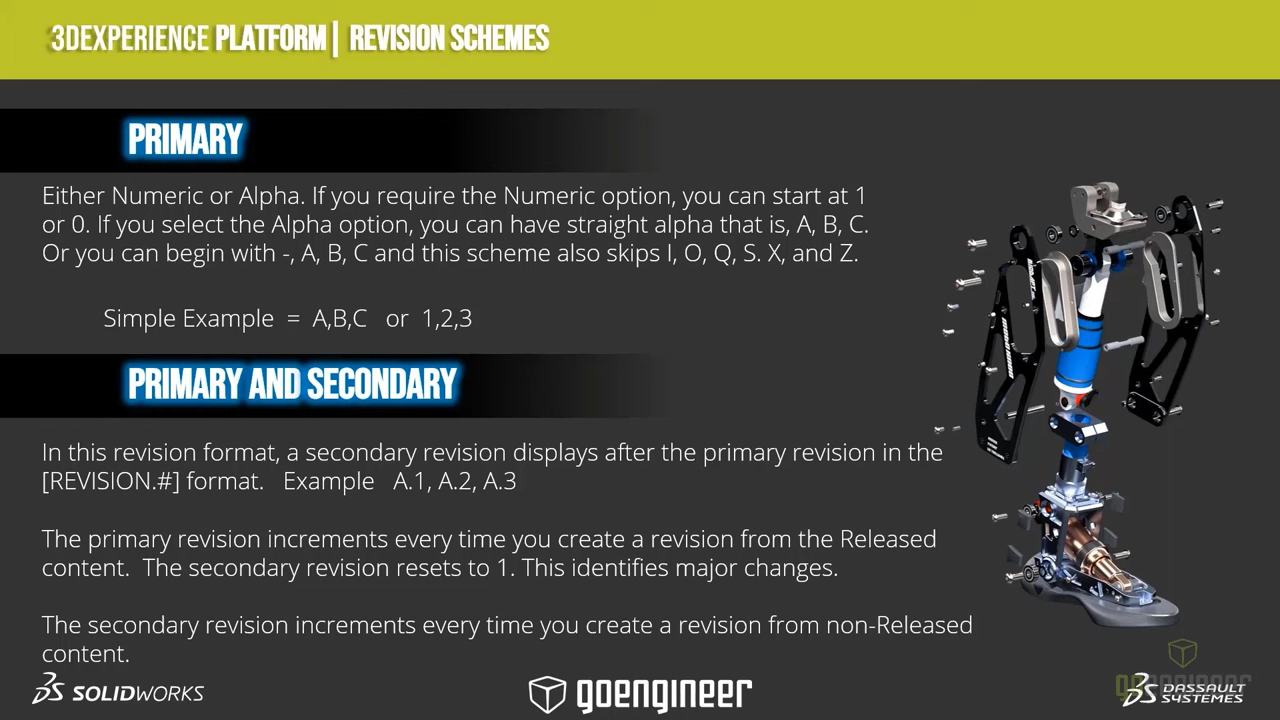 3DEXPERIENCE PLATFORM| REVISION SCHEMES
PRIMARY
Either Numeric or Alpha. If you require the Numeric option, you can start at 1
or 0. If you select the Alpha option, you can have straight alpha that is, A, B, C.
Or you can begin with -, A, B, C and this scheme also skips I, O, Q, S. X, and Z.
Simple Example = A,B,C or 1,2,3
PRIMARY AND SECONDARY
In this revision format, a secondary revision displays after the primary revision in the
[REVISION.#] format. Example A.1, A.2, A.3
The primary revision increments every time you create a revision from the Released
content. The secondary revision resets to 1. This identifies major changes.
The secondary revision increments every time you create a revision from non-Released
content.
SOLIDWORKS
goengineer
goengineer
DASSAULT
SYSTEMES